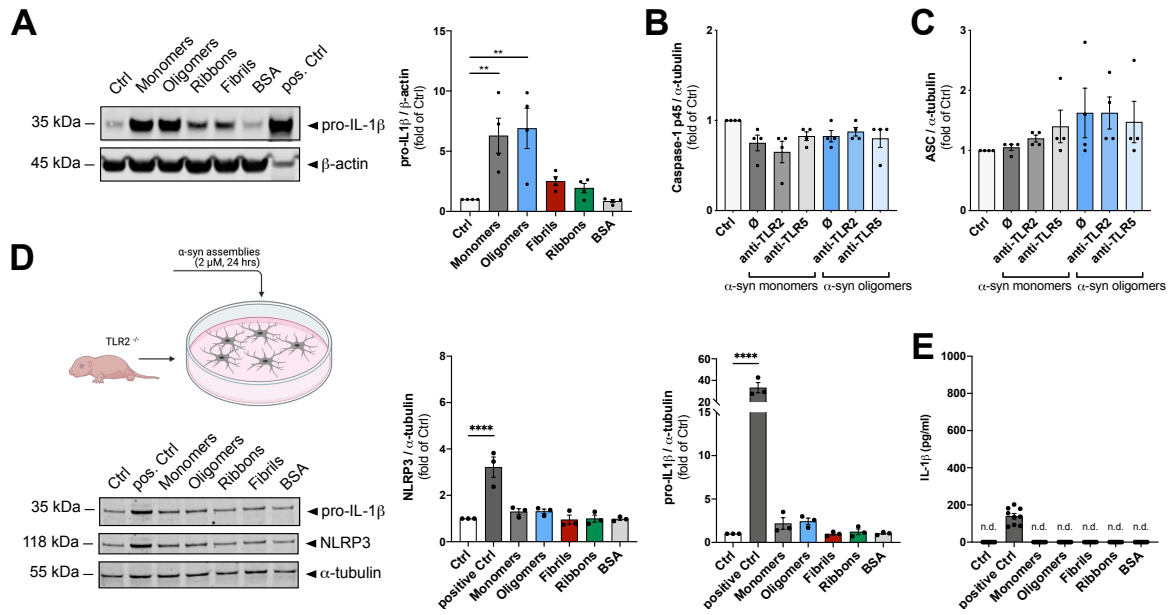 A
Ctrl
Monomers
Oligomers
Ribbons
Fibrils
BSA
pos. Ctrl
35 kDa
pro-IL-1β
45 kDa
β-actin
pro-IL1β / β-actin
(fold of Ctrl)
15
10
5
0
**
**
Ctrl
Monomers
Oligomers
Fibrils
Ribbons
BSA
B
Caspase-1 p45 / α-tubulin
(fold of Ctrl)
2
1
0
Ctrl
Ø
anti-TLR2
anti-TLR5
Ø
anti-TLR2
anti-TLR5
α-syn monomers
α-syn oligomers
C
ASC / α-tubulin
(fold of Ctrl)
3
2
1
0
Ctrl
Ø
anti-TLR2
anti-TLR5
Ø
anti-TLR2
anti-TLR5
α-syn monomers
α-syn oligomers
D
α-syn assemblies
(2 µM, 24 hrs)
TLR2 -/-
Ctrl
pos. Ctrl
Monomers
Oligomers
Ribbons
Fibrils
BSA
35 kDa
pro-IL-1β
118 kDa
NLRP3
55 kDa
α-tubulin
NLRP3 / α-tubulin
(fold of Ctrl)
8
6
4
2
0
****
Ctrl
positive Ctrl
Monomers
Oligomers
Fibrils
Ribbons
BSA
pro-IL1β / α-tubulin
(fold of Ctrl)
60
40
20
15
10
5
0
****
Ctrl
positive Ctrl
Monomers
Oligomers
Fibrils
Ribbons
BSA
E
IL-1β (pg/ml)
1000
800
600
400
200
0
n.d.
n.d.
n.d.
n.d.
n.d.
n.d.
Ctrl
positive Ctrl
Monomers
Oligomers
Fibrils
Ribbons
BSA